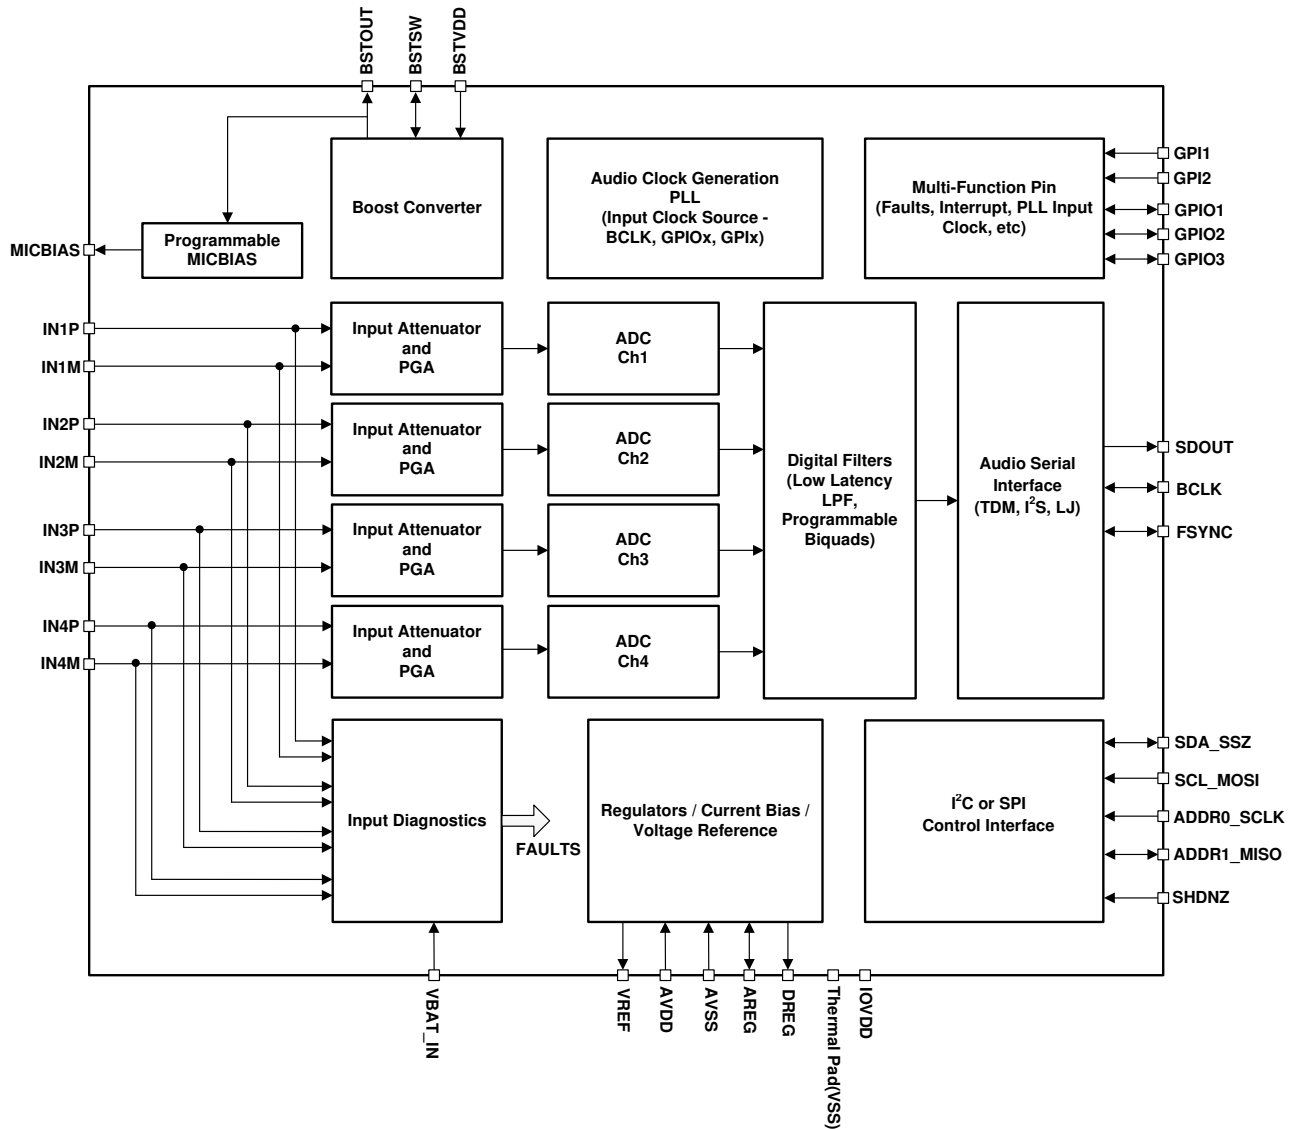 BSTOUT
BSTSW
BSTVDD
Boost Converter
Audio Clock Generation
PLL
(Input Clock Source -
BCLK, GPIOx, GPIx)
Multi-Function Pin
(Faults, Interrupt, PLL Input
Clock, etc)
GPI1
GPI2
GPIO1
GPIO2
GPIO3
MICBIAS
Programmable
MICBIAS
IN1P
IN1M
IN2P
IN2M
IN3P
IN3M
IN4P
IN4M
Input Attenuator
and
PGA
ADC
Ch1
Input Attenuator
and
PGA
ADC
Ch2
Input Attenuator
and
PGA
ADC
Ch3
Input Attenuator
and
PGA
ADC
Ch4
Digital Filters
(Low Latency
LPF,
Programmable
Biquads)
Audio Serial
Interface
(TDM, I²S, LJ)
SDOUT
BCLK
FSYNC
Input Diagnostics
FAULTS
Regulators / Current Bias /
Voltage Reference
I²C or SPI
Control Interface
SDA_SSZ
SCL_MOSI
ADDR0_SCLK
ADDR1_MISO
SHDNZ
VBAT_IN
VREF
AVDD
AVSS
AREG
DREG
Thermal Pad(VSS)
IOVDD